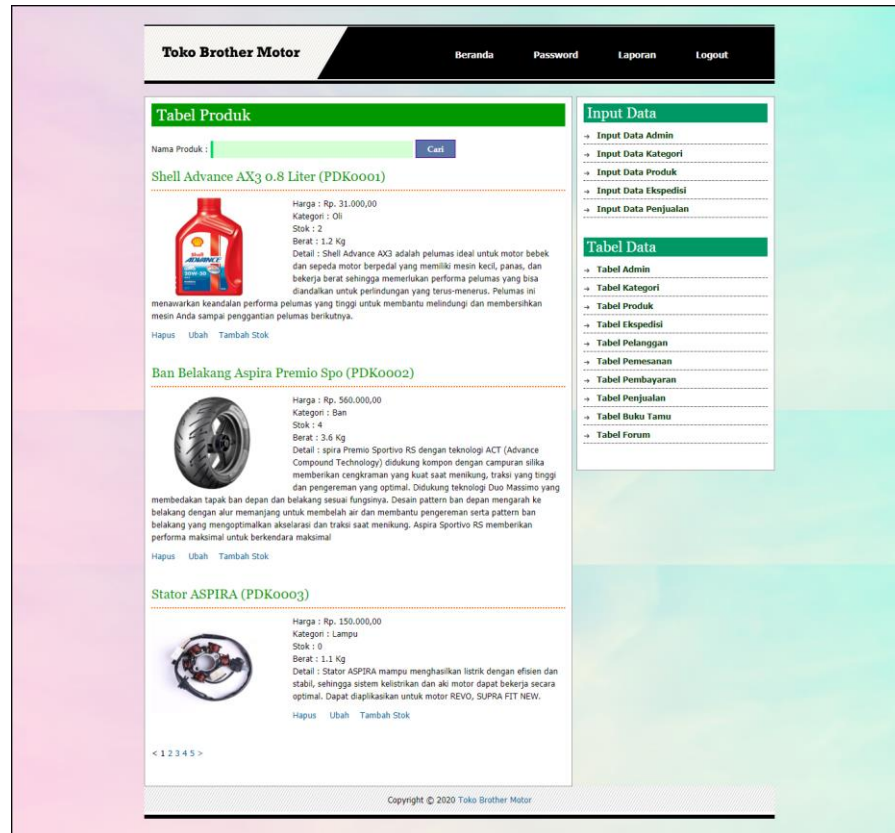 Toko Brother Motor
Beranda Password Laporan Logout
Tabel Produk
Nama Produk : Cari
Shell Advance AX3 0.8 Liter (PDK0001)
Harga : Rp. 31.000,00
Kategori : Oli
Stok : 2
Berat : 1.2 Kg
Detail : Shell Advance AX3 adalah pelumas ideal untuk motor bebek
dan sepeda motor berpedal yang memiliki mesin kecil, panas, dan
bekerja berat sehingga memerlukan performa pelumas yang bisa
diandalkan untuk perlindungan yang terus-menerus. Pelumas ini
menawarkan keandalan performa pelumas yang tinggi untuk membantu melindungi dan membersihkan
mesin Anda sampai penggantian pelumas berikutnya.
Hapus Ubah Tambah Stok
Ban Belakang Aspira Premio Spo (PDK0002)
Harga : Rp. 560.000,00
Kategori : Ban
Stok : 4
Berat : 3.6 Kg
Detail : spira Premio Sportivo RS dengan teknologi ACT (Advance
Compound Technology) didukung kompon dengan campuran silika
memberikan cengkraman yang kuat saat menikung, traksi yang tinggi
dan pengereman yang optimal. Didukung teknologi Duo Massimo yang
membedakan tapak ban depan dan belakang sesuai fungsinya. Desain pattern ban depan mengarah ke
belakang dengan alur memanjang untuk membelah air dan membantu pengereman serta pattern ban
belakang yang mengoptimalkan akselarasi dan traksi saat menikung. Aspira Sportivo RS memberikan
performa maksimal untuk berkendara maksimal
Hapus Ubah Tambah Stok
Stator ASPIRA (PDK0003)
Harga : Rp. 150.000,00
Kategori : Lampu
Stok : 0
Berat : 1.1 Kg
Detail : Stator ASPIRA mampu menghasilkan listrik dengan efisien dan
stabil, sehingga sistem kelistrikan dan aki motor dapat bekerja secara
optimal. Dapat diaplikasikan untuk motor REVO, SUPRA FIT NEW.
Hapus Ubah Tambah Stok
< 1 2 3 4 5 >
Input Data
→ Input Data Admin
→ Input Data Kategori
→ Input Data Produk
→ Input Data Ekspedisi
→ Input Data Penjualan
Tabel Data
→ Tabel Admin
→ Tabel Kategori
→ Tabel Produk
→ Tabel Ekspedisi
→ Tabel Pelanggan
→ Tabel Pemesanan
→ Tabel Pembayaran
→ Tabel Penjualan
→ Tabel Buku Tamu
→ Tabel Forum
Copyright © 2020 Toko Brother Motor
Shell
ADVANCE